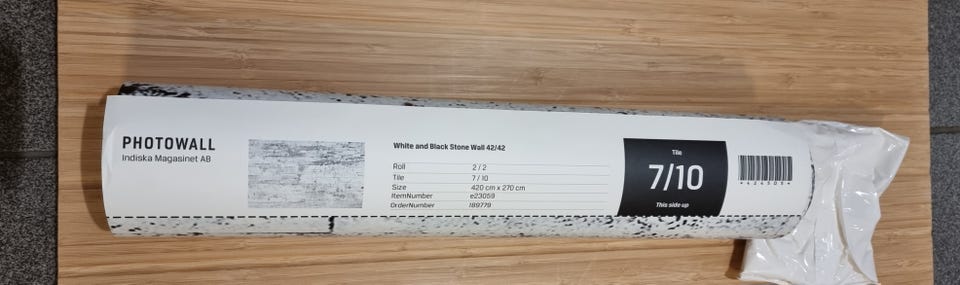 PHOTOWALL
Indiska Magasinet AB
White and Black Stone Wall 42/42
Roll 2 / 2
Tile 7 / 10
Size 420 cm x 270 cm
ItemNumber e23059
OrderNumber 189779
Tile
7/10
This side up